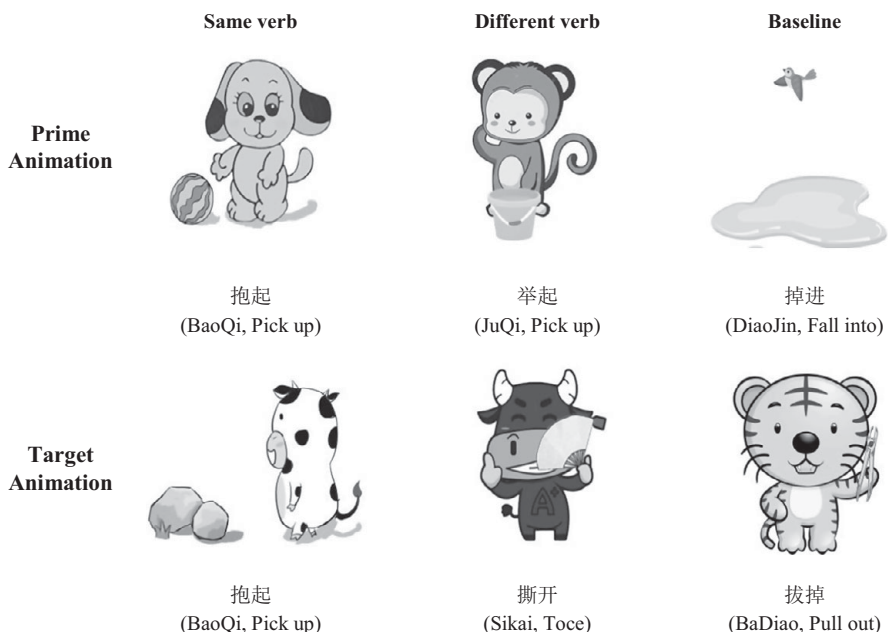 Same verb
Different verb
Baseline
Prime
Animation
抱起
(BaoQi, Pick up)
举起
(JuQi, Pick up)
掉进
(DiaoJin, Fall into)
Target
Animation
A+
抱起
(BaoQi, Pick up)
撕开
(Sikai, Toce)
拔掉
(BaDiao, Pull out)